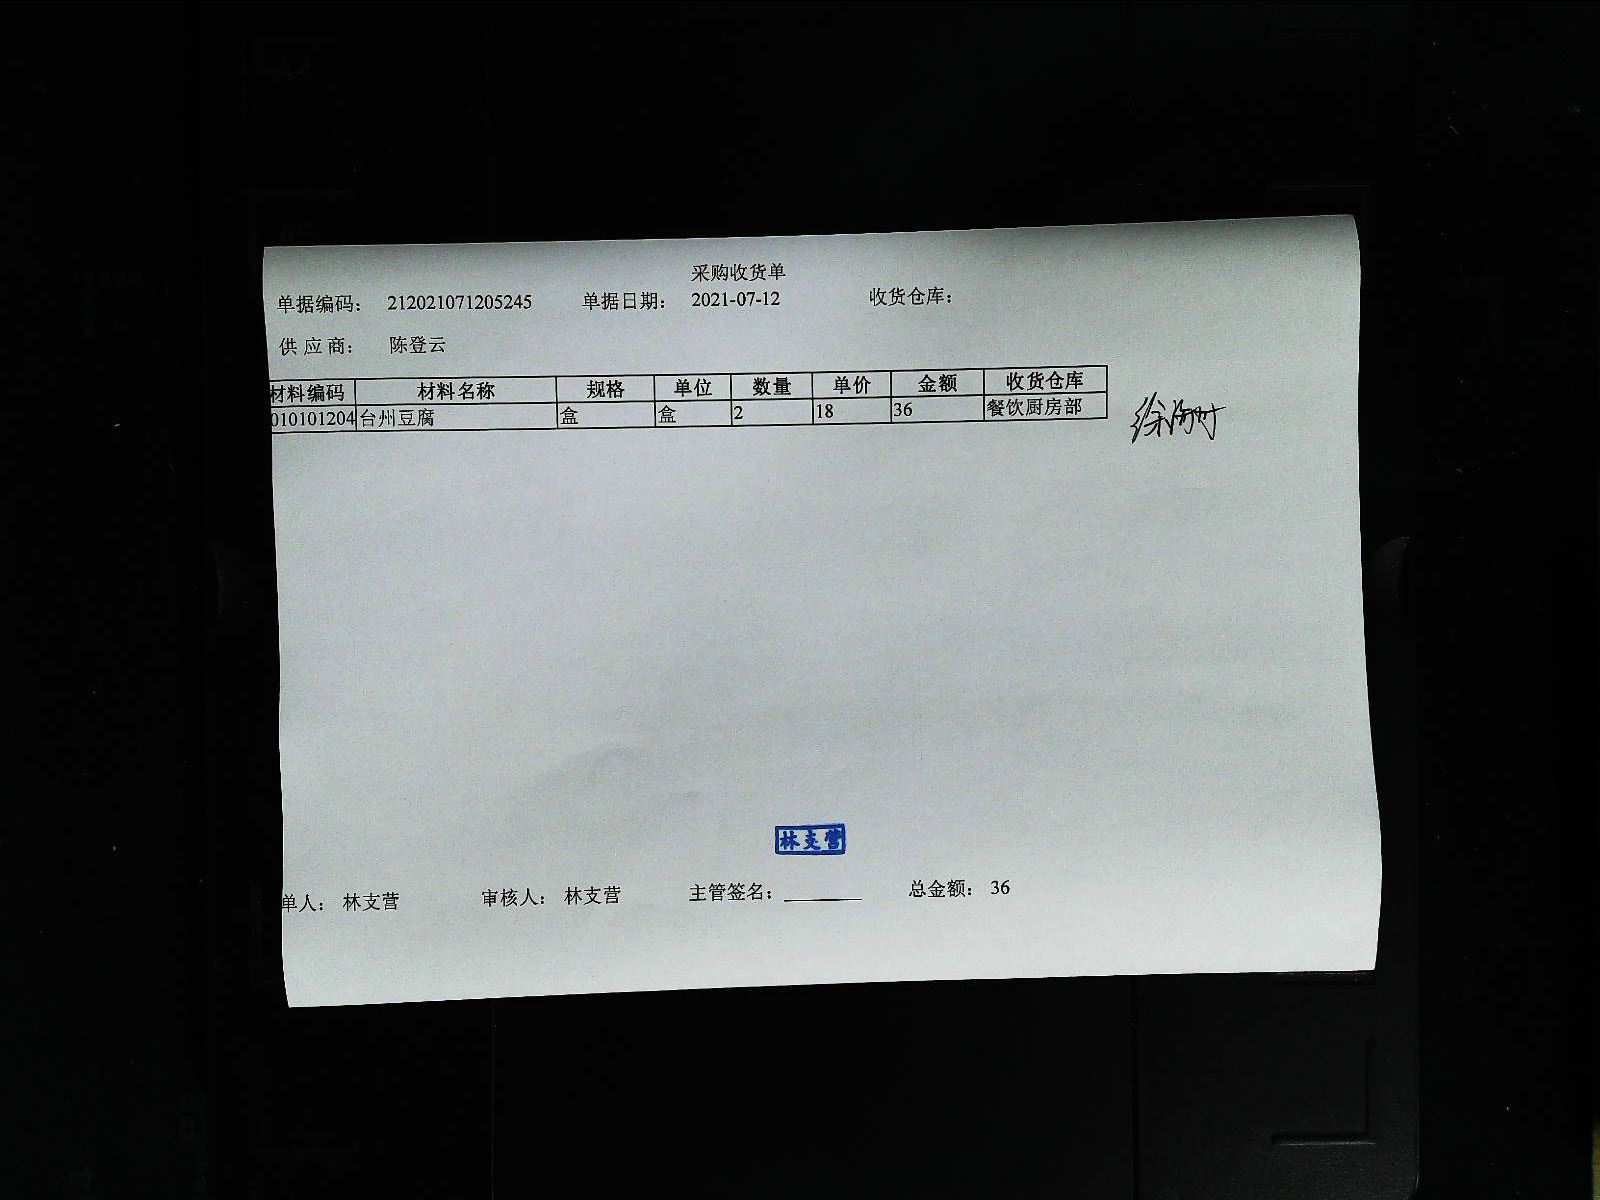 采购收货单
单据编码： 212021071205245 单据日期： 2021-07-12 收货仓库：
供 应 商： 陈登云
材料编码 材料名称 规格 单位 数量 单价 金额 收货仓库
010101204 台州豆腐 盒 盒 2 18 36 餐饮厨房部
林支营
单人： 林支营 审核人： 林支营 主管签名： 总金额： 36